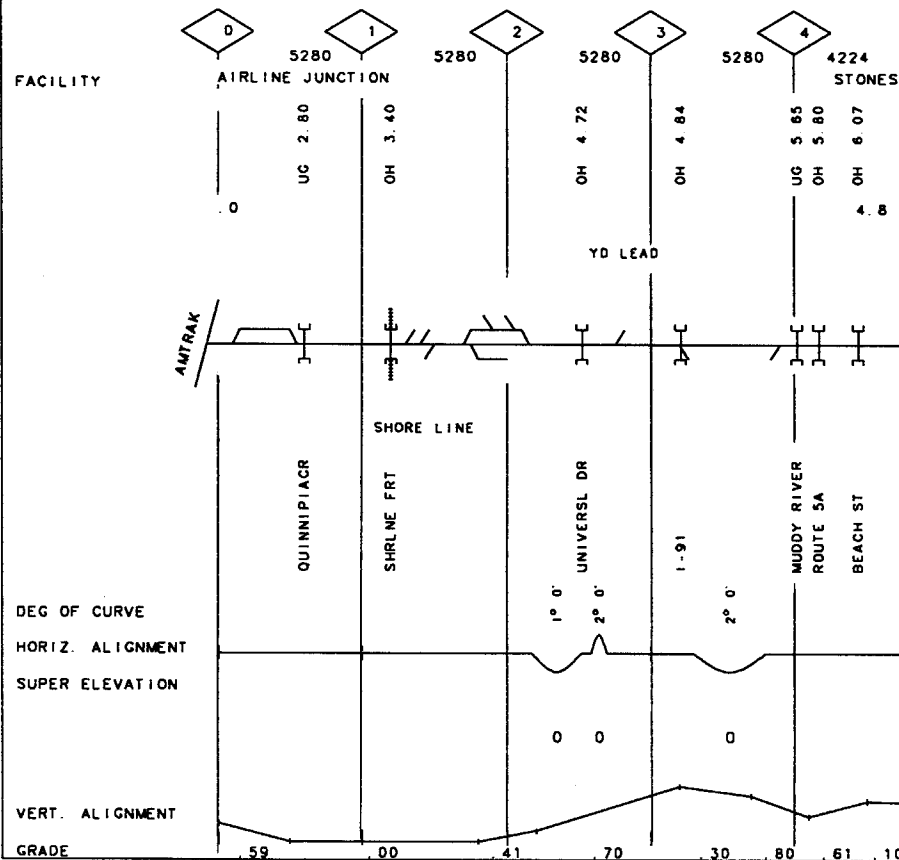 0 1 2 3 4
5280 5280 5280 5280 4224
FACILITY AIRLINE JUNCTION STONES
UG 2.80
OH 3.40
OH 4.72
OH 4.84
UG 5.65
OH 5.80
OH 6.07
.0 4.8
YD LEAD
AMTRAK
SHORE LINE
QUINNIPIACR
SHRLNE FRT
UNIVERSL DR
I-91
MUDDY RIVER
ROUTE 5A
BEACH ST
DEG OF CURVE 1° 0' 2° 0' 2° 0'
HORIZ. ALIGNMENT
SUPER ELEVATION
0 0 0
VERT. ALIGNMENT
GRADE .59 .00 .41 .70 .30 .80 .61 .10